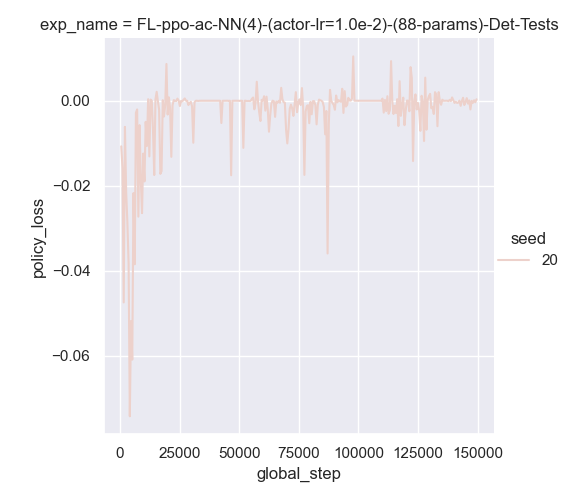 exp_name = FL-ppo-ac-NN(4)-(actor-lr=1.0e-2)-(88-params)-Det-Tests
0.00
−0.02
−0.04
−0.06
policy_loss
0 25000 50000 75000 100000 125000 150000
global_step
seed
20